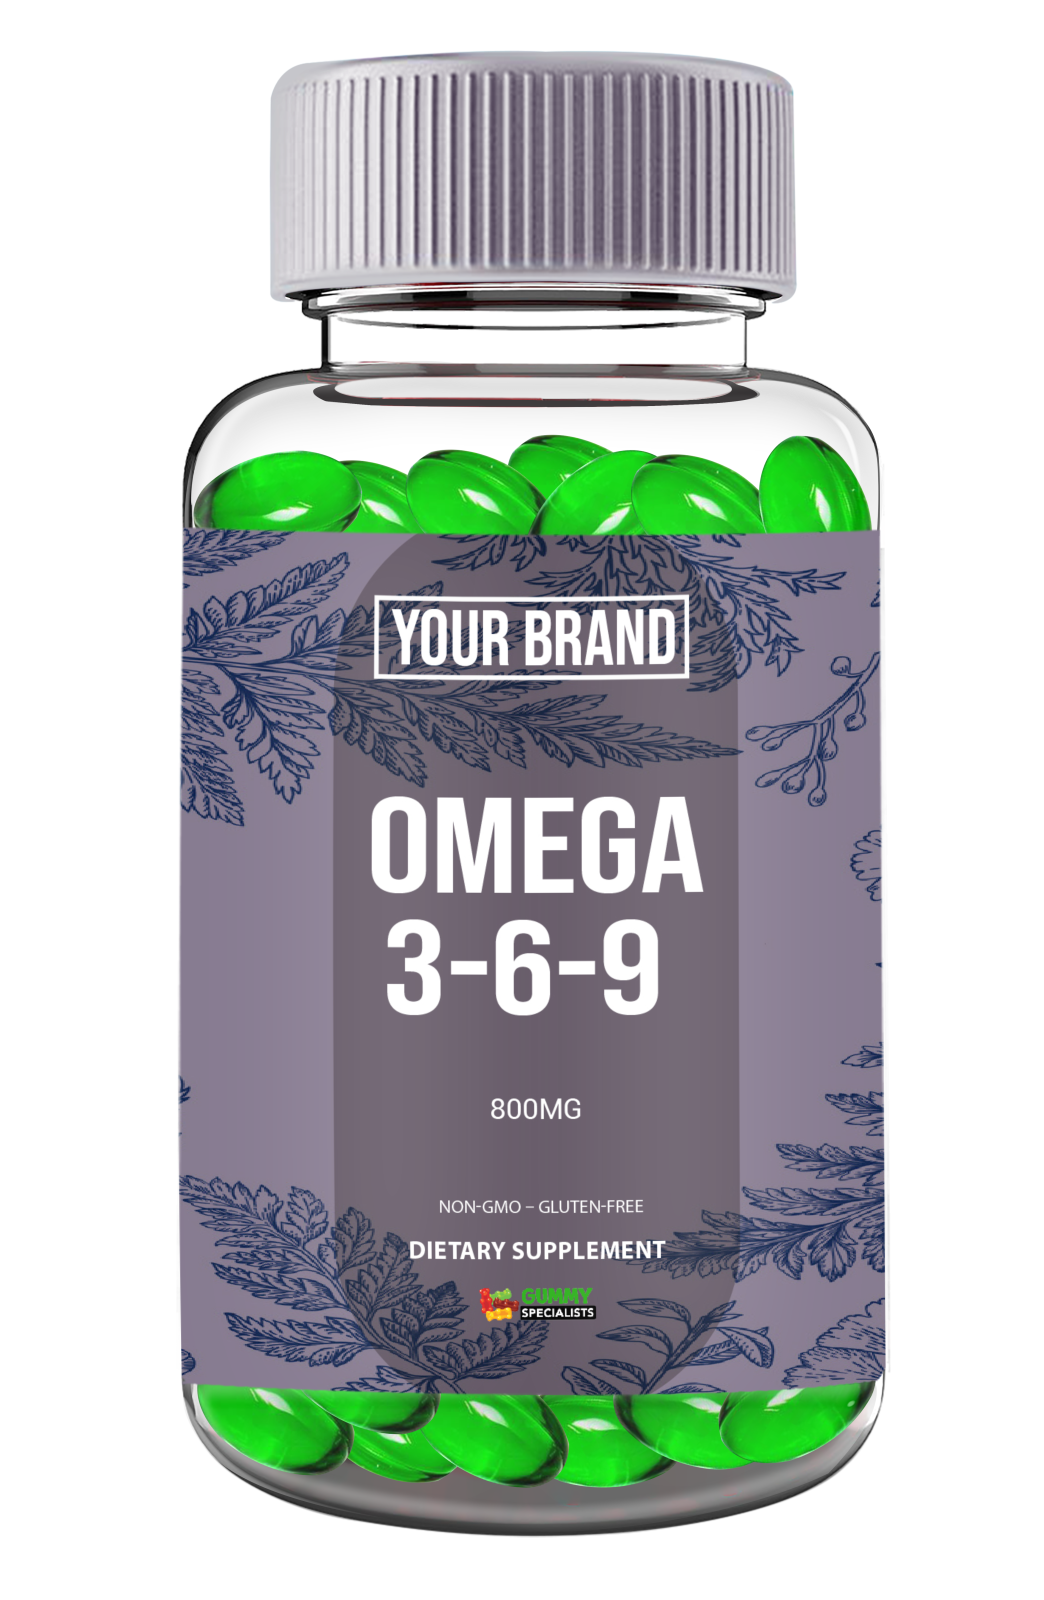 YOUR BRAND
OMEGA
3-6-9
800MG
NON-GMO – GLUTEN-FREE
DIETARY SUPPLEMENT
GUMMY
SPECIALISTS